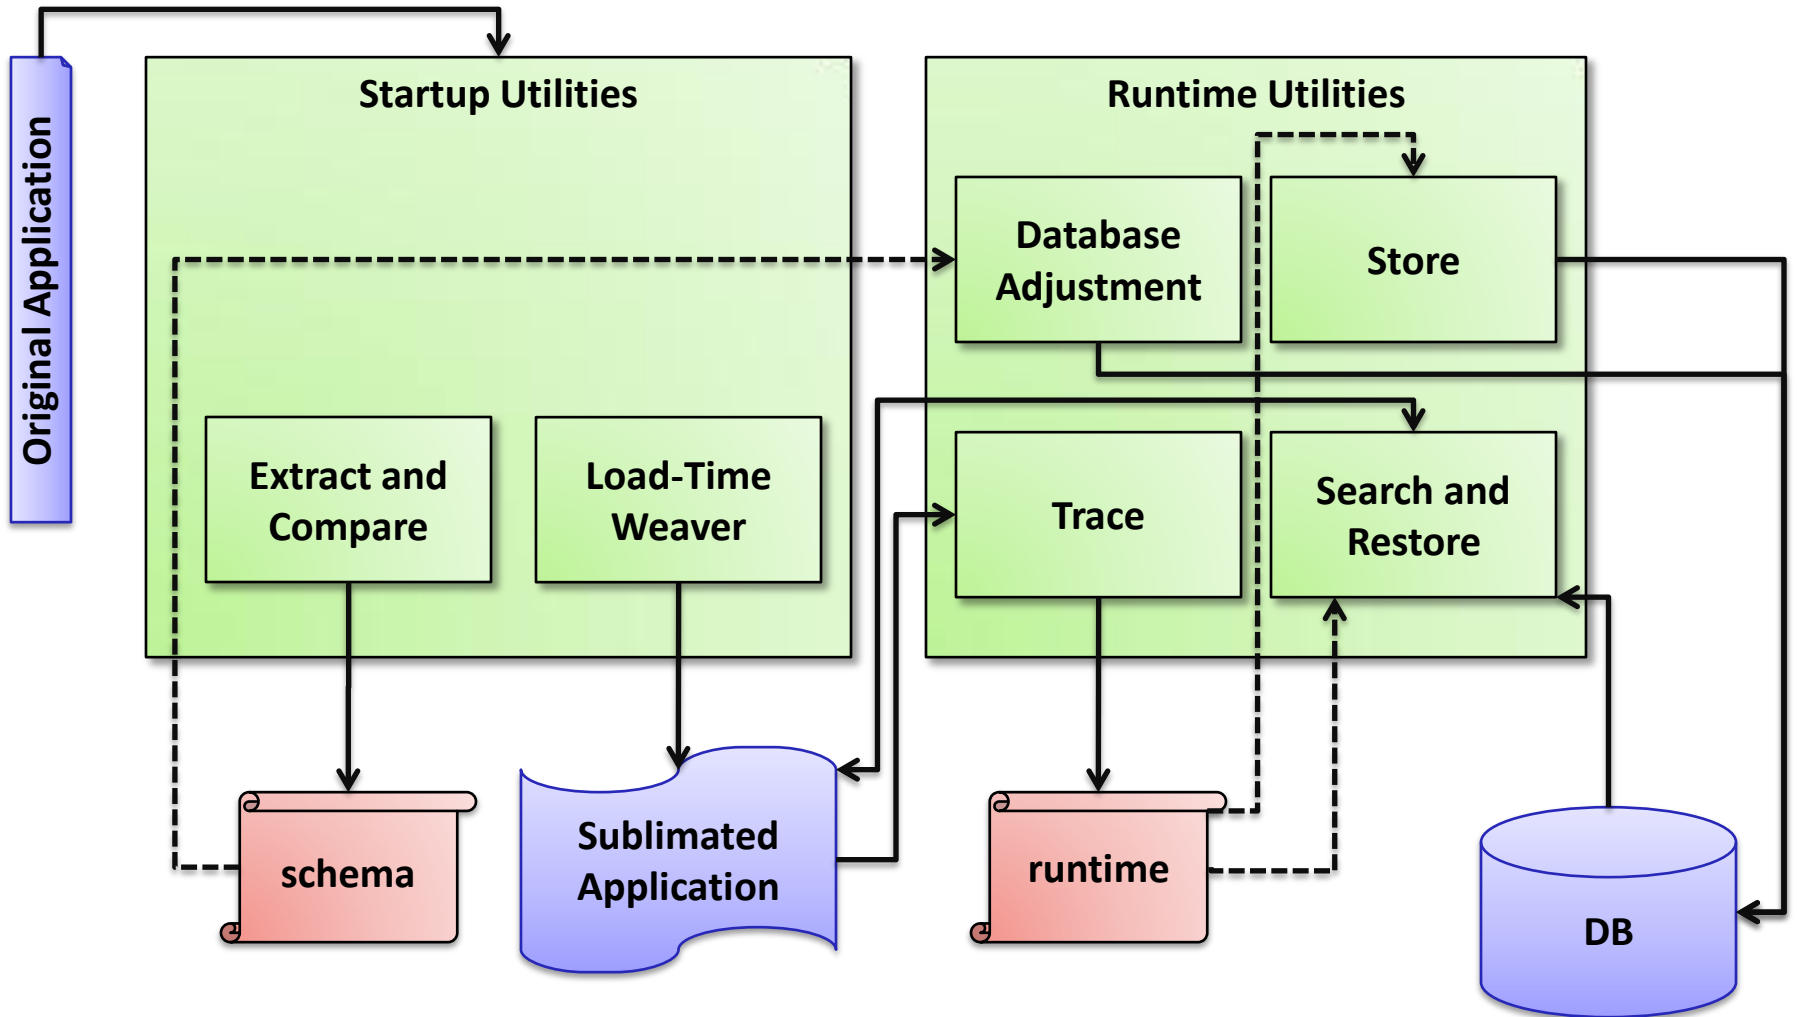 Original Application
Startup Utilities
Runtime Utilities
Database
Adjustment
Store
Extract and
Compare
Load-Time
Weaver
Trace
Search and
Restore
schema
Sublimated
Application
runtime
DB